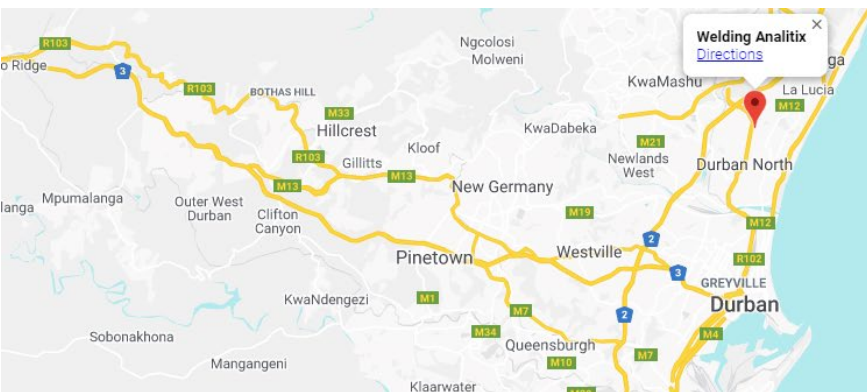 Welding Analitix
Directions
R103
Ngcolosi
Molweni
o Ridge
3
KwaMashu
ga
La Lucia
R103
BOTHAS HILL
M33
M12
Hillcrest
KwaDabeka
M21
R103
Gillitts
Kloof
Newlands
West
Durban North
M13
M13
New Germany
langa
Mpumalanga
Outer West
Durban
Clifton
Canyon
M19
M12
2
Pinetown
Westville
R102
3
GREYVILLE
KwaNdengezi
M1
Durban
M7
2
Sobonakhona
M34
M4
Queensburgh
M10
M7
Mangangeni
Klaarwater